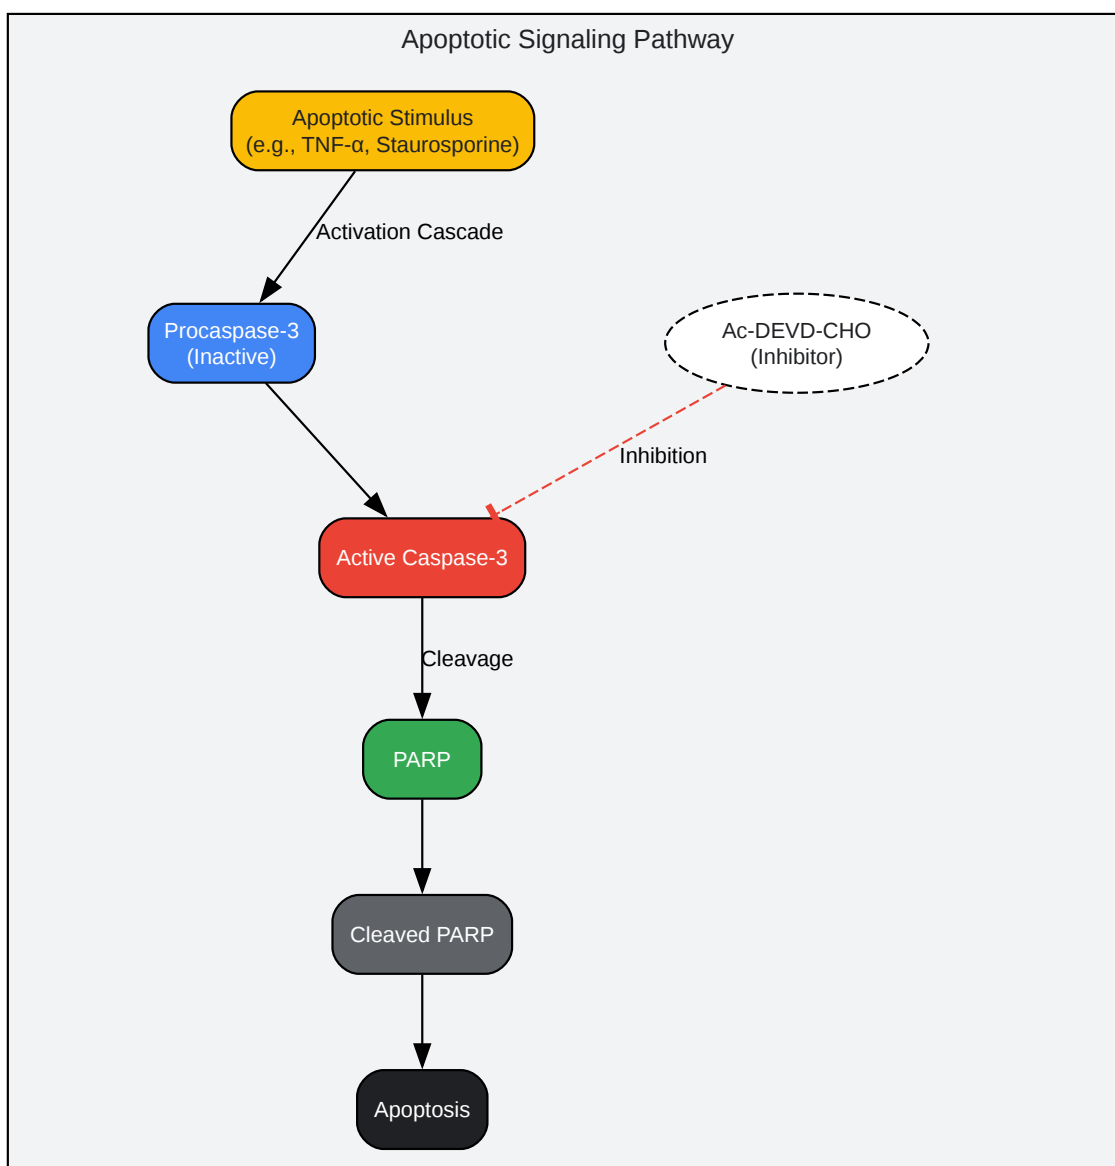 Apoptotic Signaling Pathway
Apoptotic Stimulus
(e.g., TNF-α, Staurosporine)
Activation Cascade
Procaspase-3
(Inactive)
Ac-DEVD-CHO
(Inhibitor)
Inhibition
Active Caspase-3
Cleavage
PARP
Cleaved PARP
Apoptosis